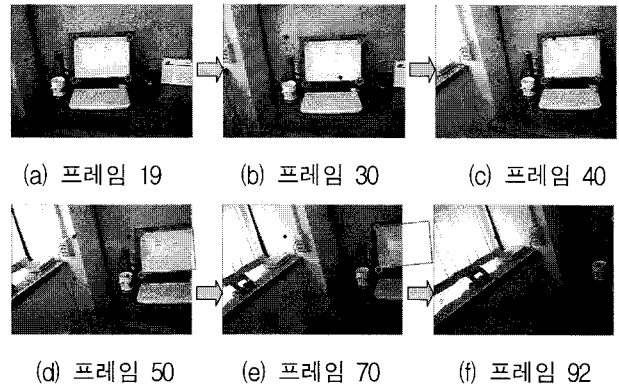 (a) 프레임 19
(b) 프레임 30
(c) 프레임 40
(d) 프레임 50
(e) 프레임 70
(f) 프레임 92